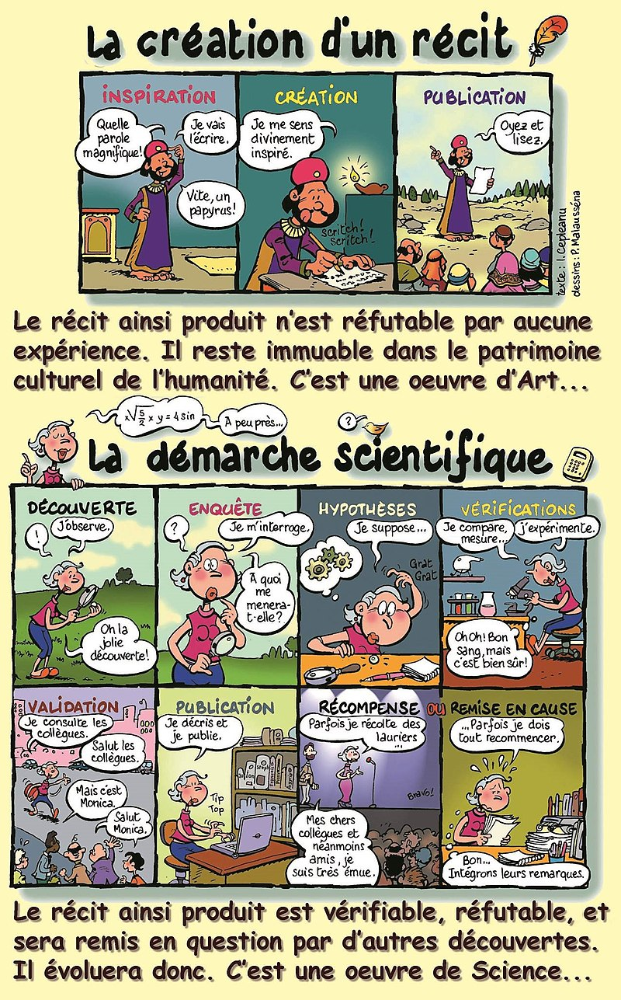 La création d'un récit
INSPIRATION
Quelle
parole
magnifique!
Je vais
l'écrire.
Vite, un
papyrus!
CRÉATION
Je me sens
divinement
inspiré.
scritch!
scritch!
PUBLICATION
Oyez et
lisez.
texte : I. Cepleanu
dessins : P. Malausséna
Le récit ainsi produit n'est réfutable par aucune
expérience. Il reste immuable dans le patrimoine
culturel de l'humanité. C'est une oeuvre d'Art...
x√5/2 x y = 4 sin
A peu près...
?
La démarche scientifique
DÉCOUVERTE
!
J'observe.
Oh la
jolie
découverte!
ENQUÊTE
?
Je m'interroge.
A quoi
me
menera-
t-elle?
HYPOTHÈSES
Je suppose...
Grat
Grat
VÉRIFICATIONS
Je compare,
mesure...
j'expérimente.
Oh Oh! Bon
sang, mais
c'est bien sûr!
VALIDATION
Je consulte les
collègues.
Salut les
collègues.
Mais c'est
Monica.
Salut
Monica.
PUBLICATION
Je décris et
je publie.
Tip
Top
RÉCOMPENSE OU REMISE EN CAUSE
Parfois je récolte des
lauriers
...
Bravo!
Mes chers
collègues et
néanmoins
amis, je
suis très émue.
...Parfois je dois
tout recommencer.
Bon...
Intégrons leurs remarques.
Le récit ainsi produit est vérifiable, réfutable, et
sera remis en question par d'autres découvertes.
Il évoluera donc. C'est une oeuvre de Science...